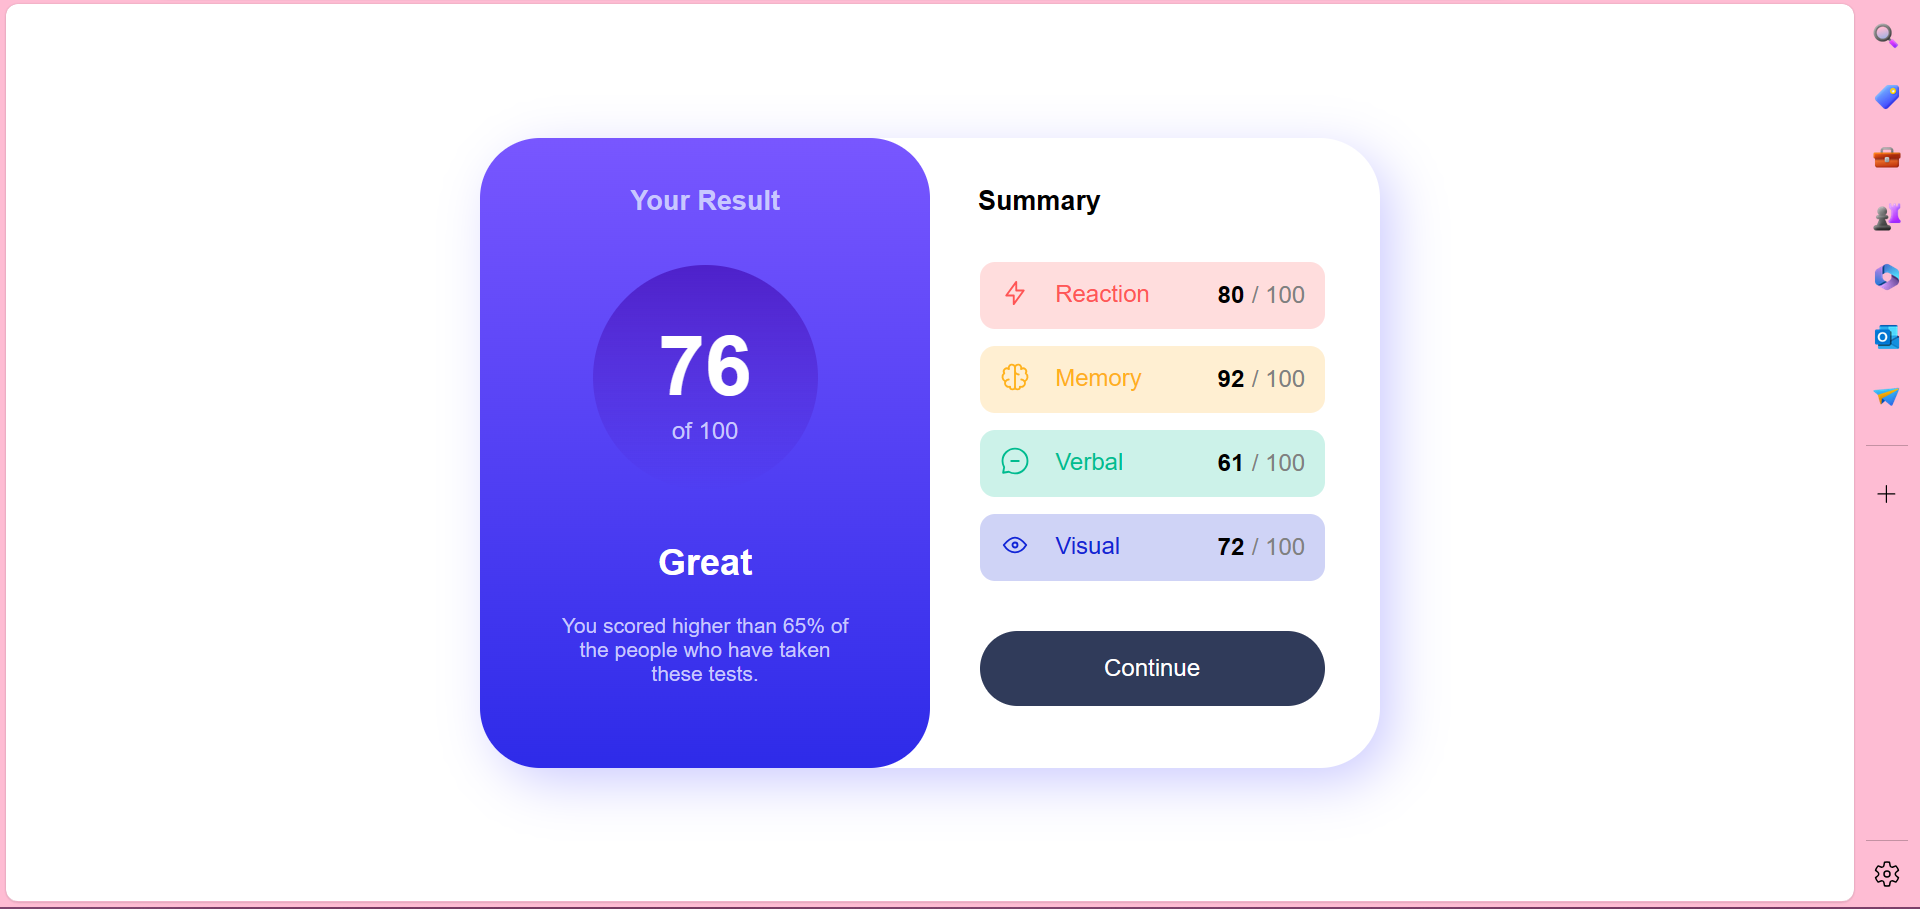 Your Result
76
of 100
Great
You scored higher than 65% of
the people who have taken
these tests.
Summary
Reaction 80 / 100
Memory 92 / 100
Verbal 61 / 100
Visual 72 / 100
Continue